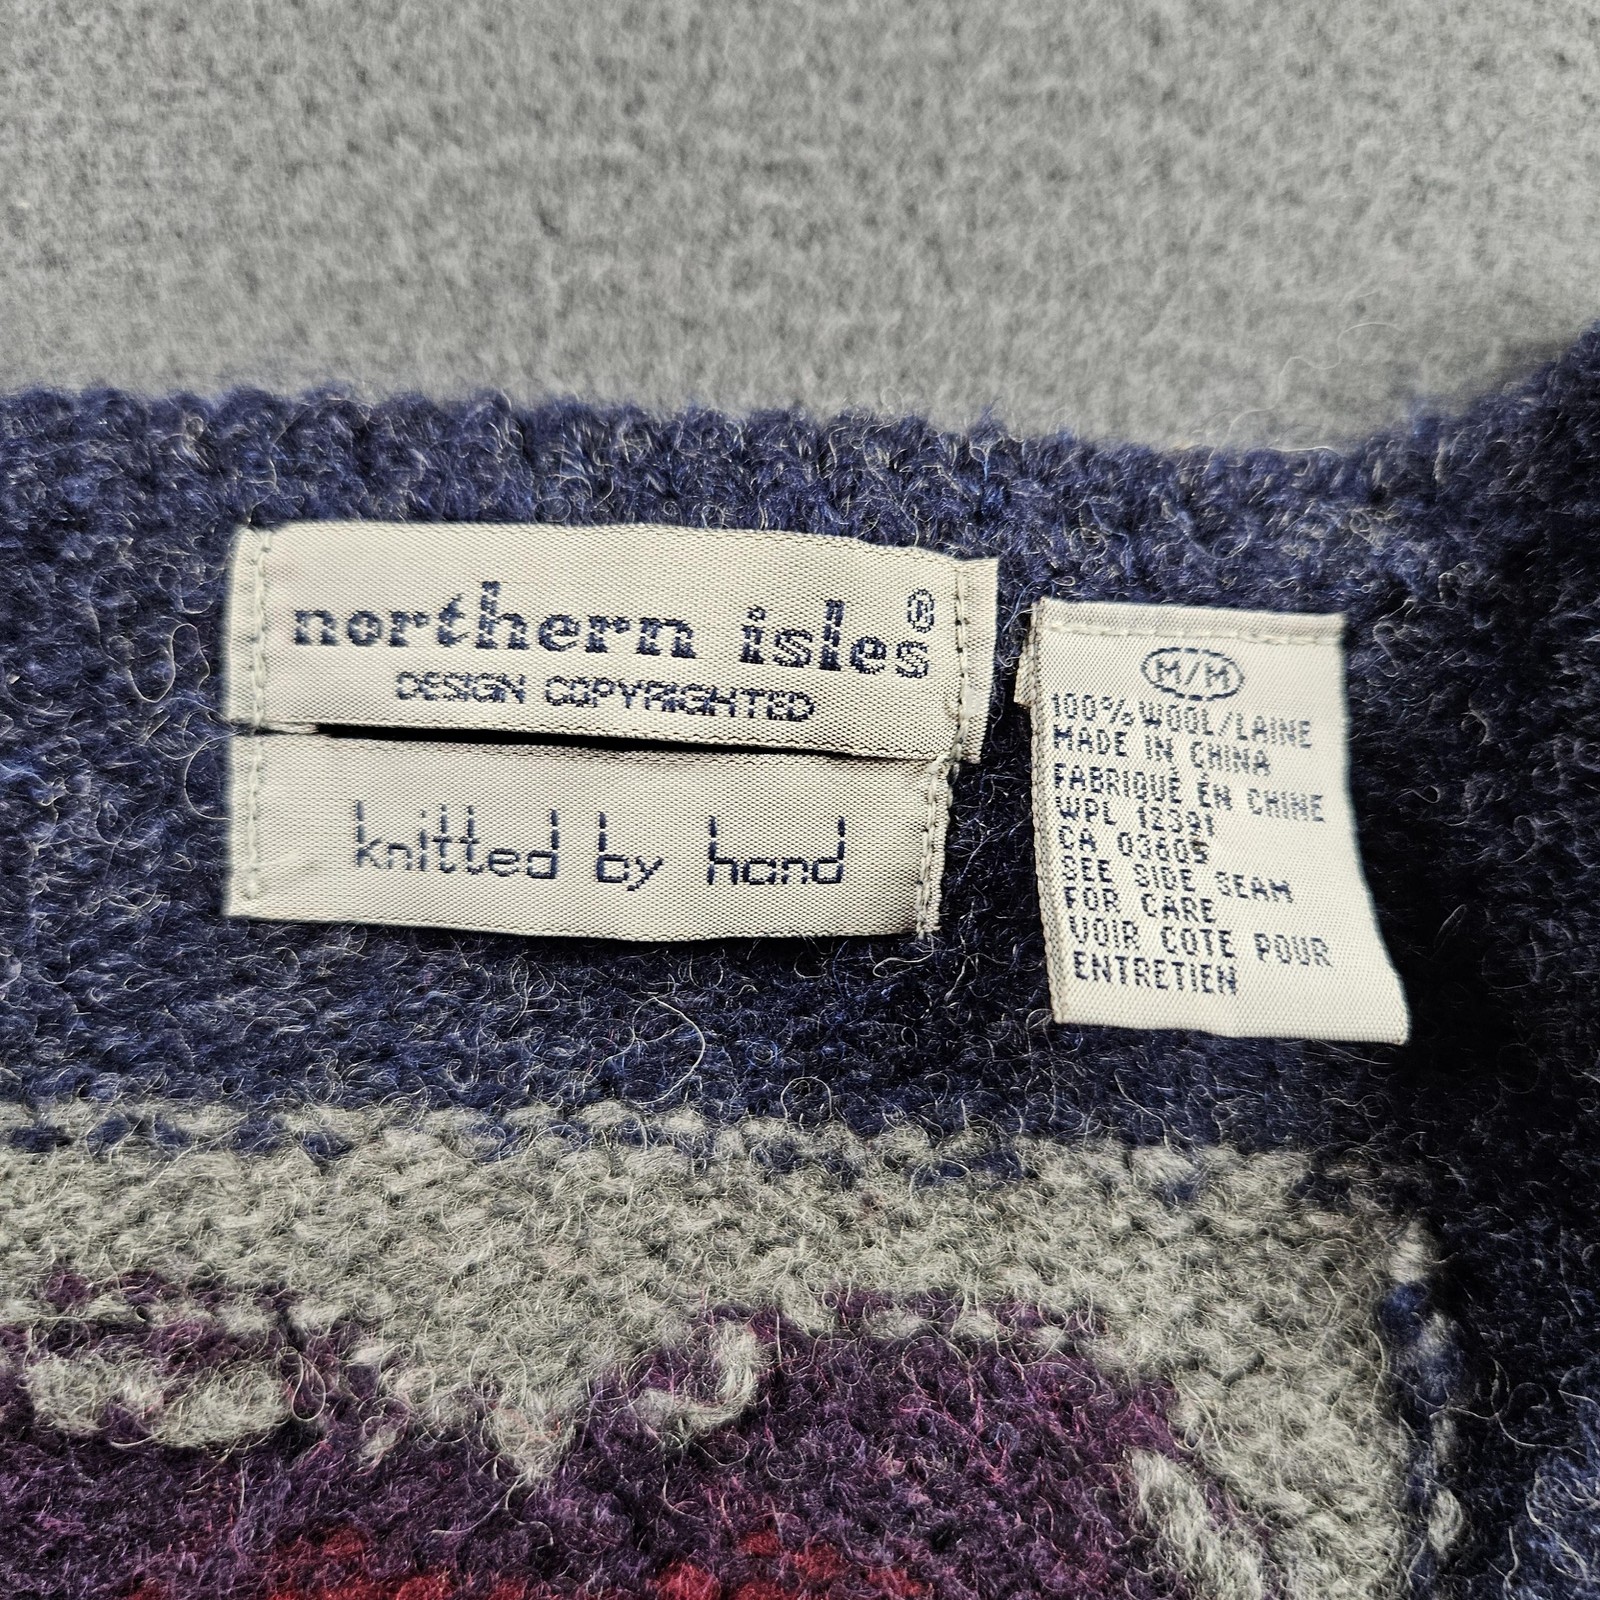 northern isles®
DESIGN COPYRIGHTED
knitted by hand
M/M
100% WOOL/LAINE
MADE IN CHINA
FABRIQUÉ EN CHINE
WPL 12391
CA 03605
SEE SIDE SEAM
FOR CARE
VOIR COTE POUR
ENTRETIEN